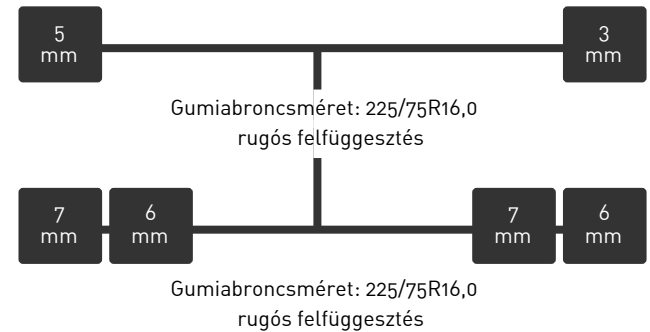 5 mm
3 mm
Gumiabroncsméret: 225/75R16,0
rugós felfüggesztés
7 mm
6 mm
7 mm
6 mm
Gumiabroncsméret: 225/75R16,0
rugós felfüggesztés